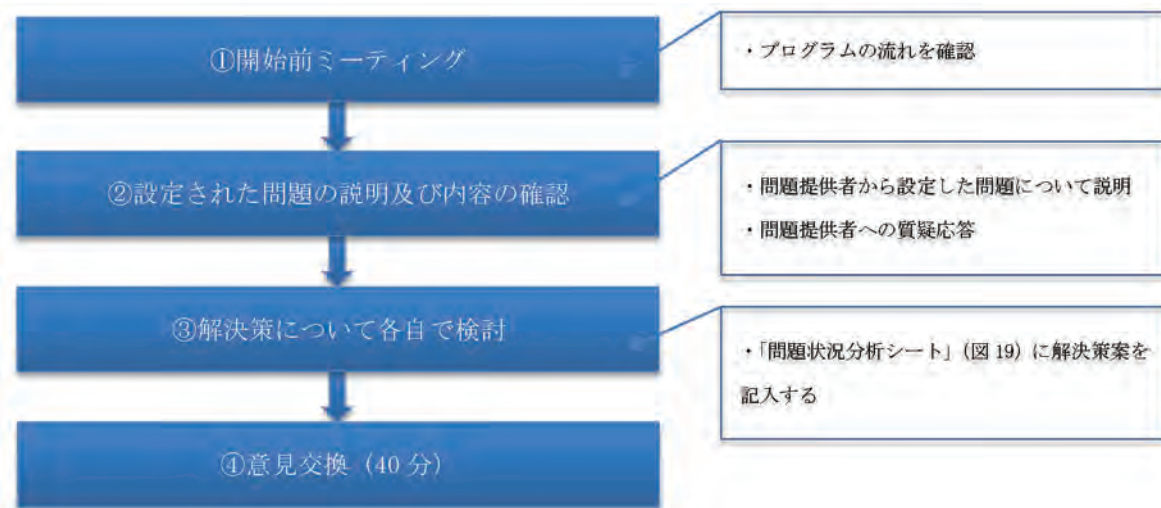 ①開始前ミーティング
・プログラムの流れを確認
②設定された問題の説明及び内容の確認
・問題提供者から設定した問題について説明
・問題提供者への質疑応答
③解決策について各自で検討
・「問題状況分析シート」(図 19) に解決策案を
記入する
④意見交換 (40 分)